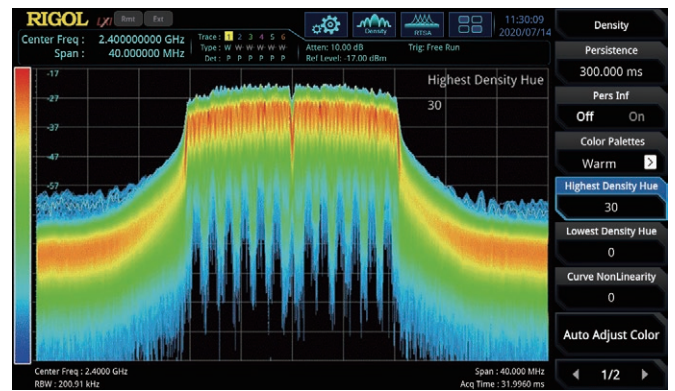 RIGOL LXI Rmt Ext
Density
RTSA
11:30:09
2020/07/14
Center Freq : 2.400000000 GHz
Span : 40.000000 MHz
Trace : 1 2 3 4 5 6
Type : W W W W W W
Det : P P P P P P
Atten: 10.00 dB
Ref Level: -17.00 dBm
Trig: Free Run
-17
-27
-37
-47
-57
Highest Density Hue
30
Center Freq : 2.4000 GHz
RBW : 200.91 kHz
Span : 40.000 MHz
Acq Time : 31.9960 ms
Density
Persistence
300.000 ms
Pers Inf
Off On
Color Palettes
Warm
Highest Density Hue
30
Lowest Density Hue
0
Curve NonLinearity
0
Auto Adjust Color
1/2